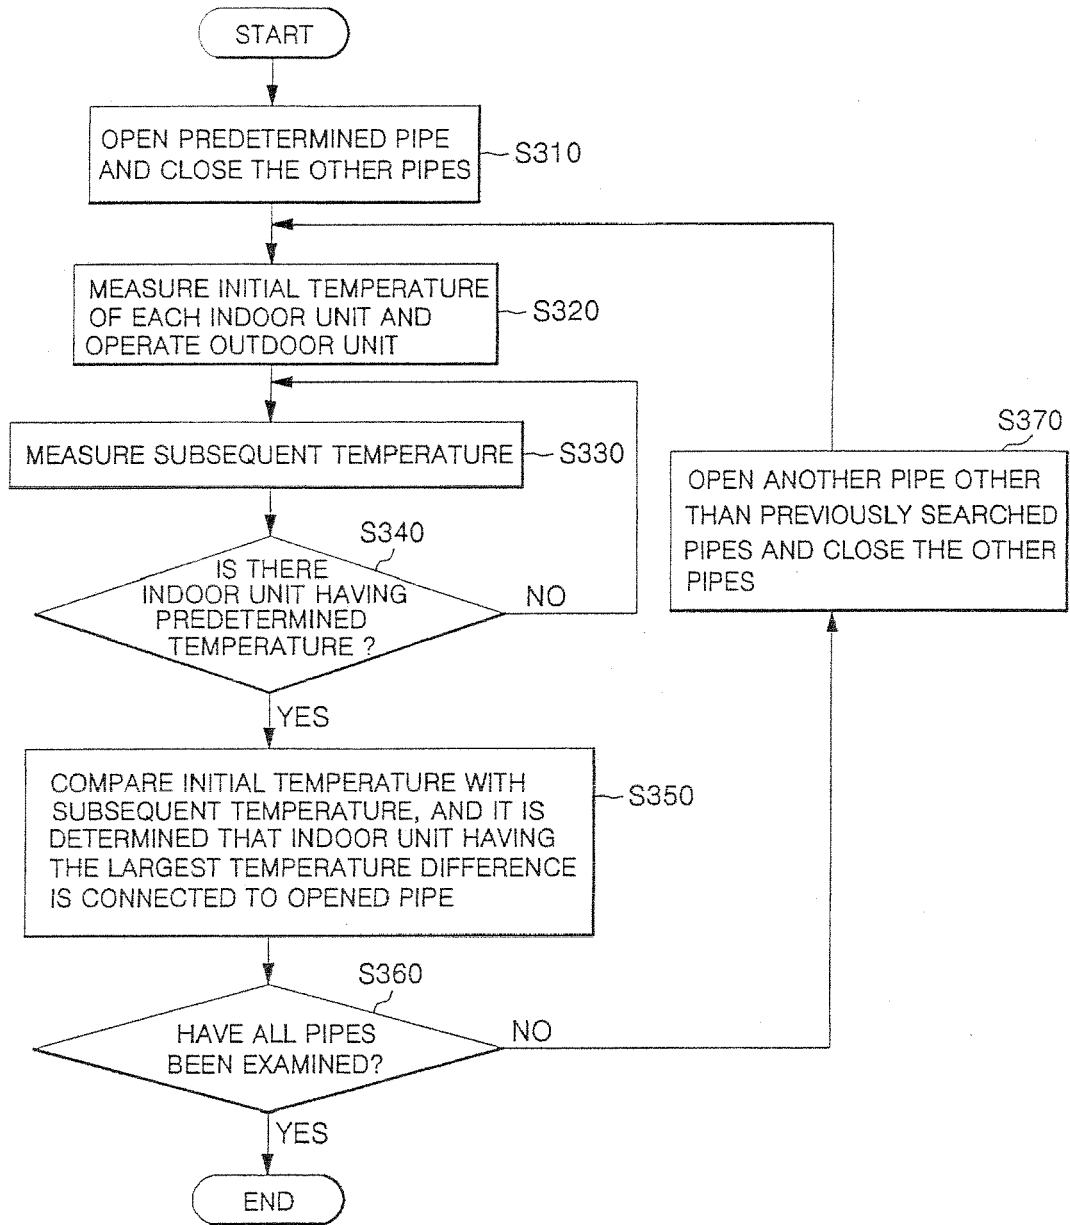 START
OPEN PREDETERMINED PIPE
AND CLOSE THE OTHER PIPES
S310
MEASURE INITIAL TEMPERATURE
OF EACH INDOOR UNIT AND
OPERATE OUTDOOR UNIT
S320
MEASURE SUBSEQUENT TEMPERATURE
S330
S340
IS THERE
INDOOR UNIT HAVING
PREDETERMINED
TEMPERATURE ?
NO
YES
S370
OPEN ANOTHER PIPE OTHER
THAN PREVIOUSLY SEARCHED
PIPES AND CLOSE THE OTHER
PIPES
COMPARE INITIAL TEMPERATURE WITH
SUBSEQUENT TEMPERATURE, AND IT IS
DETERMINED THAT INDOOR UNIT HAVING
THE LARGEST TEMPERATURE DIFFERENCE
IS CONNECTED TO OPENED PIPE
S350
S360
HAVE ALL PIPES
BEEN EXAMINED?
NO
YES
END